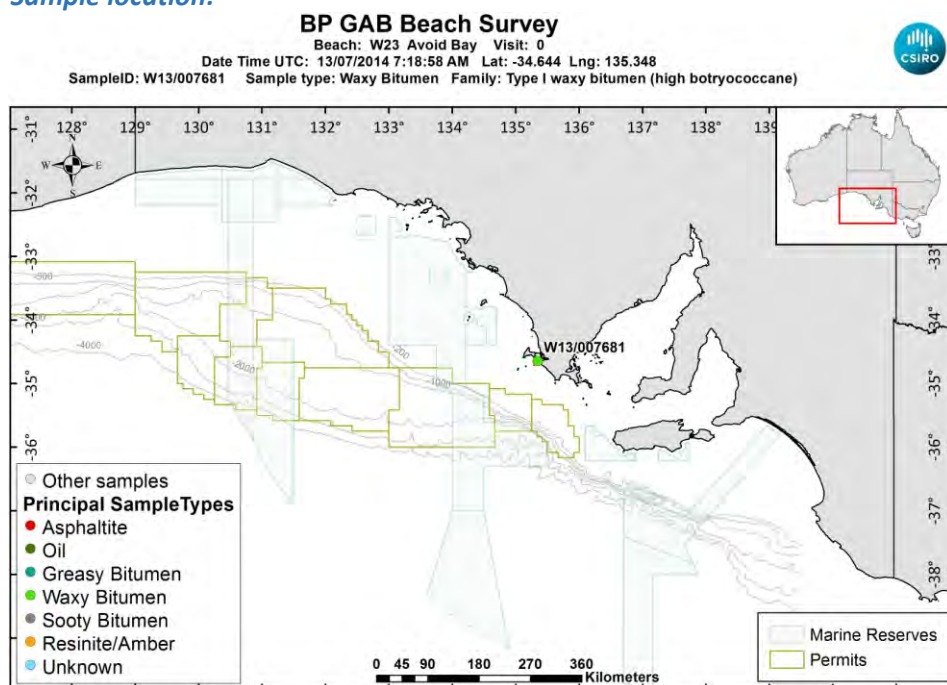 Sample location:
BP GAB Beach Survey
Beach: W23 Avoid Bay Visit: 0
Date Time UTC: 13/07/2014 7:18:58 AM Lat: -34.644 Lng: 135.348
SampleID: W13/007681 Sample type: Waxy Bitumen Family: Type I waxy bitumen (high botryococcane)
CSIRO
128° 129° 130° 131° 132° 133° 134° 135° 136° 137° 138° 139
-31°
N
W E
S
-32°
-33°
-34°
-35°
-36°
-37°
-38°
-33°
-34°
-35°
-36°
-37°
-38°
-4000
-2000
-200
-1000
W13/007681
Other samples
Principal SampleTypes
Asphaltite
Oil
Greasy Bitumen
Waxy Bitumen
Sooty Bitumen
Resinite/Amber
Unknown
0 45 90 180 270 360
Kilometers
Marine Reserves
Permits